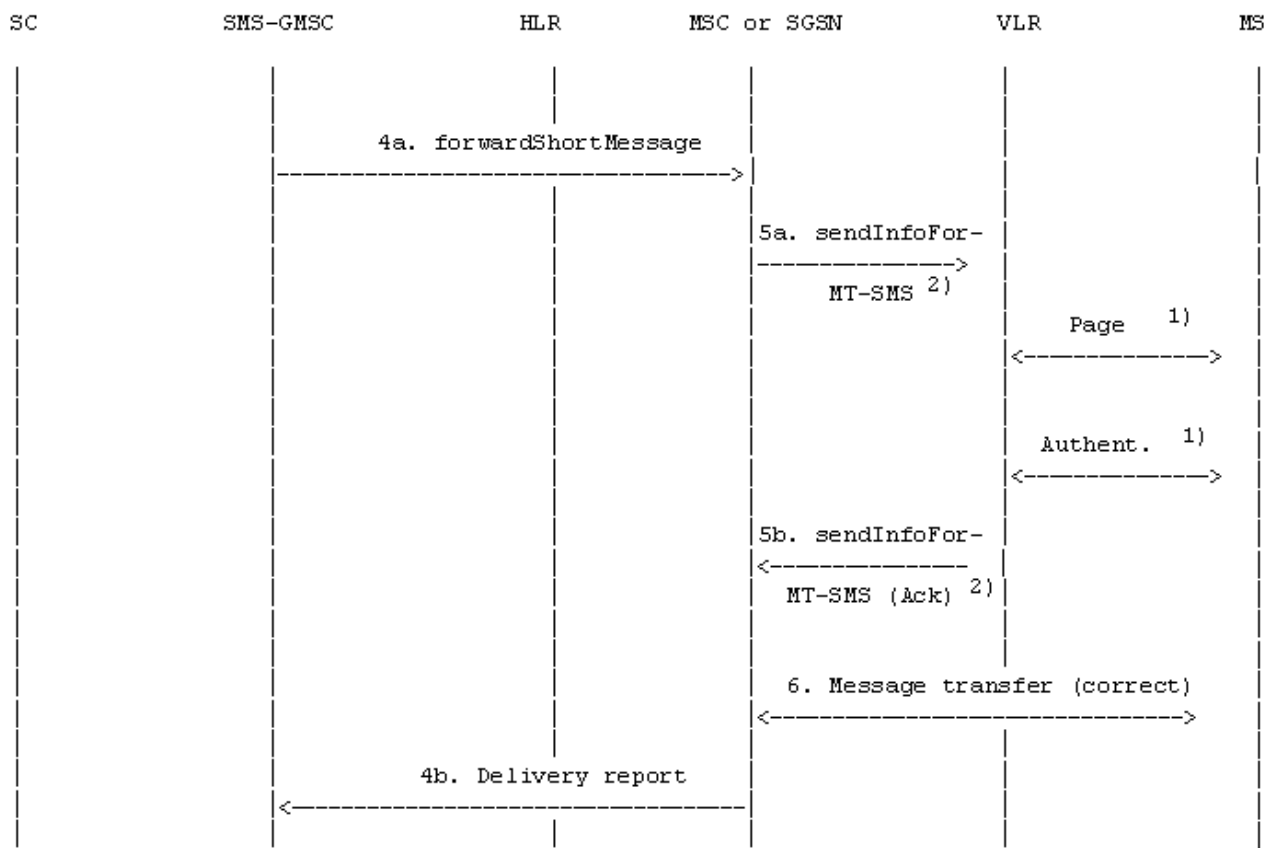 SC SMS-GMSC HLR MSC or SGSN VLR MS
4a. forwardShortMessage
5a. sendInfoFor-
MT-SMS 2)
Page 1)
Authent. 1)
5b. sendInfoFor-
MT-SMS (Ack) 2)
6. Message transfer (correct)
4b. Delivery report